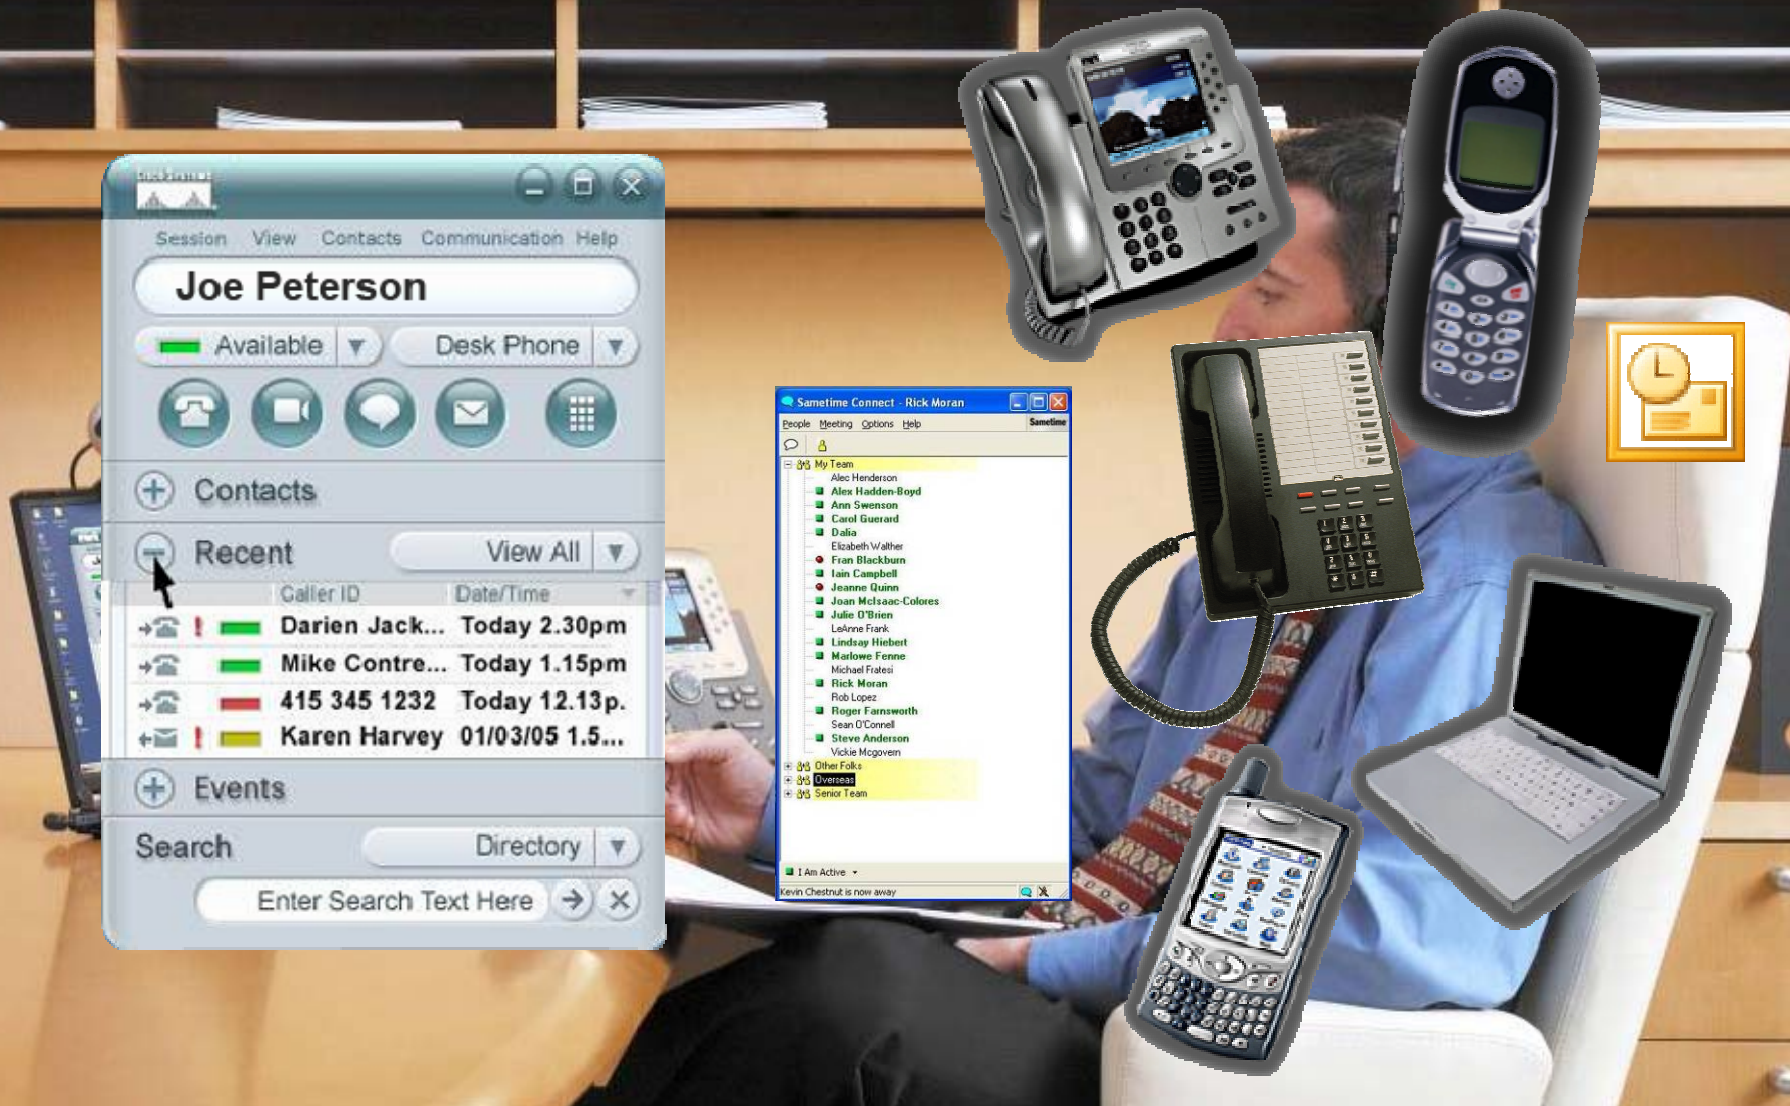 Session View Contacts Communication Help
Joe Peterson
Available Desk Phone
Contacts
Recent View All
Caller ID Date/Time
! Darien Jack... Today 2.30pm
Mike Contre... Today 1.15pm
415 345 1232 Today 12.13p.
! Karen Harvey 01/03/05 1.5...
Events
Search Directory
Enter Search Text Here
Sametime Connect - Rick Moran
People Meeting Options Help Sametime
My Team
Alec Henderson
Alex Hadden-Boyd
Ann Swenson
Carol Guerard
Dalia
Elizabeth Walther
Fran Blackburn
Iain Campbell
Jeanne Quinn
Joan McIsaac-Colores
Julie O'Brien
LeAnne Frank
Lindsay Hiebert
Marlowe Fenne
Michael Fratesi
Rick Moran
Rob Lopez
Roger Farnsworth
Sean O'Connell
Steve Anderson
Vickie Mcgovern
Other Folks
Overseas
Senior Team
I Am Active
Kevin Chestnut is now away